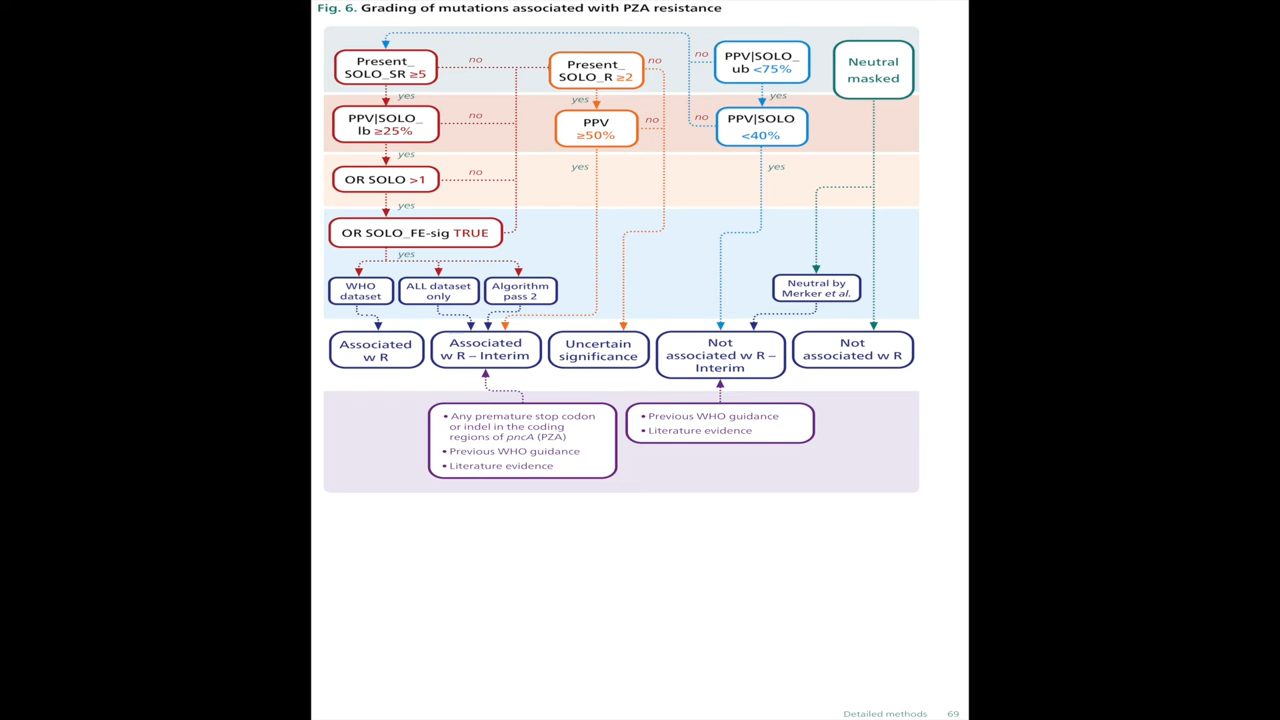 Fig. 6. Grading of mutations associated with PZA resistance
Present_
SOLO_SR ≥5
no
Present_
SOLO_R ≥2
no
no
PPV|SOLO_
ub <75%
Neutral
masked
yes
yes
yes
PPV|SOLO_
lb ≥25%
no
PPV
≥50%
no
no
PPV|SOLO
<40%
yes
yes
yes
OR SOLO >1
no
yes
OR SOLO_FE-sig TRUE
yes
WHO
dataset
ALL dataset
only
Algorithm
pass 2
Neutral by
Merker et al.
Associated
w R
Associated
w R – Interim
Uncertain
significance
Not
associated w R –
Interim
Not
associated w R
• Any premature stop codon
or indel in the coding
regions of pncA (PZA)
• Previous WHO guidance
• Literature evidence
• Previous WHO guidance
• Literature evidence
Detailed methods 69